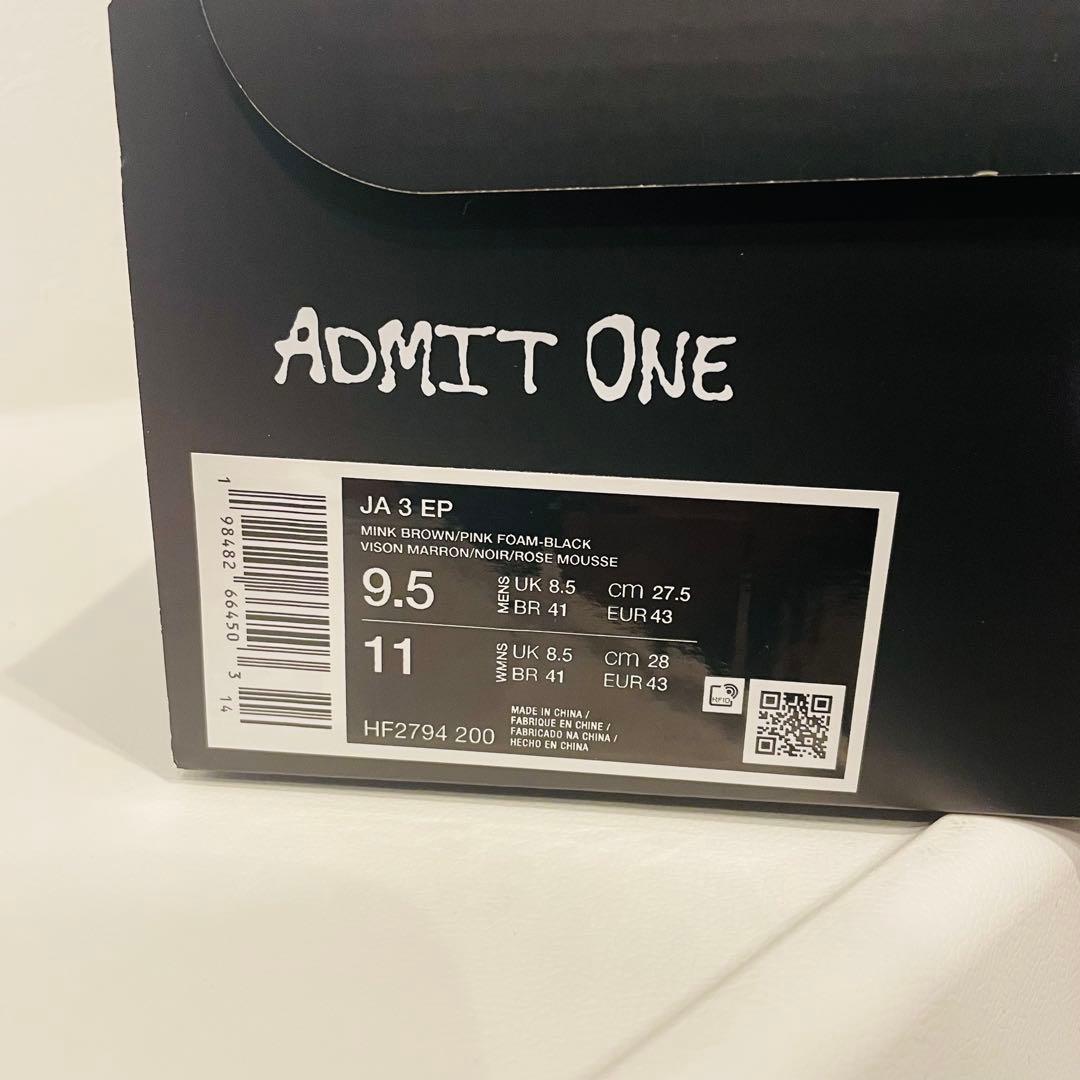 ADMIT ONE
JA 3 EP
MINK BROWN/PINK FOAM-BLACK
VISON MARRON/NOIR/ROSE MOUSSE
9.5 MENS UK 8.5 cm 27.5
BR 41 EUR 43
11 WMNS UK 8.5 cm 28
BR 41 EUR 43
HF2794 200
MADE IN CHINA /
FABRIQUE EN CHINE /
FABRICADO NA CHINA /
HECHO EN CHINA
RFID
1 98482 66450 3 14